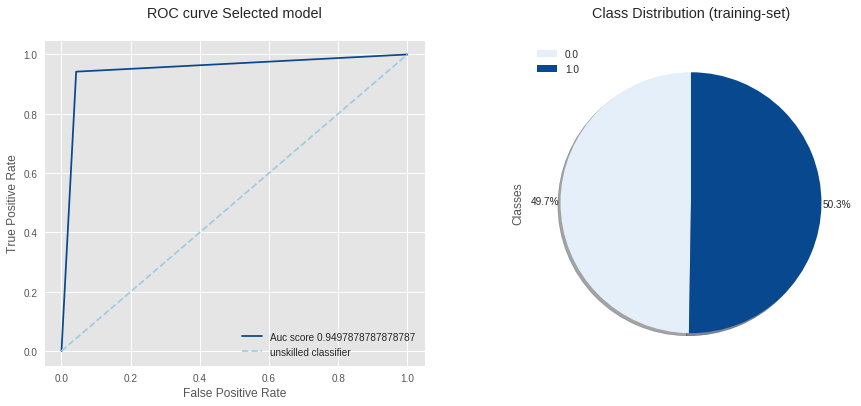 ROC curve Selected model
True Positive Rate
1.0
0.8
0.6
0.4
0.2
0.0
0.0 0.2 0.4 0.6 0.8 1.0
False Positive Rate
Auc score 0.9497878787878787
unskilled classifier
Class Distribution (training-set)
0.0
1.0
Classes
49.7%
50.3%